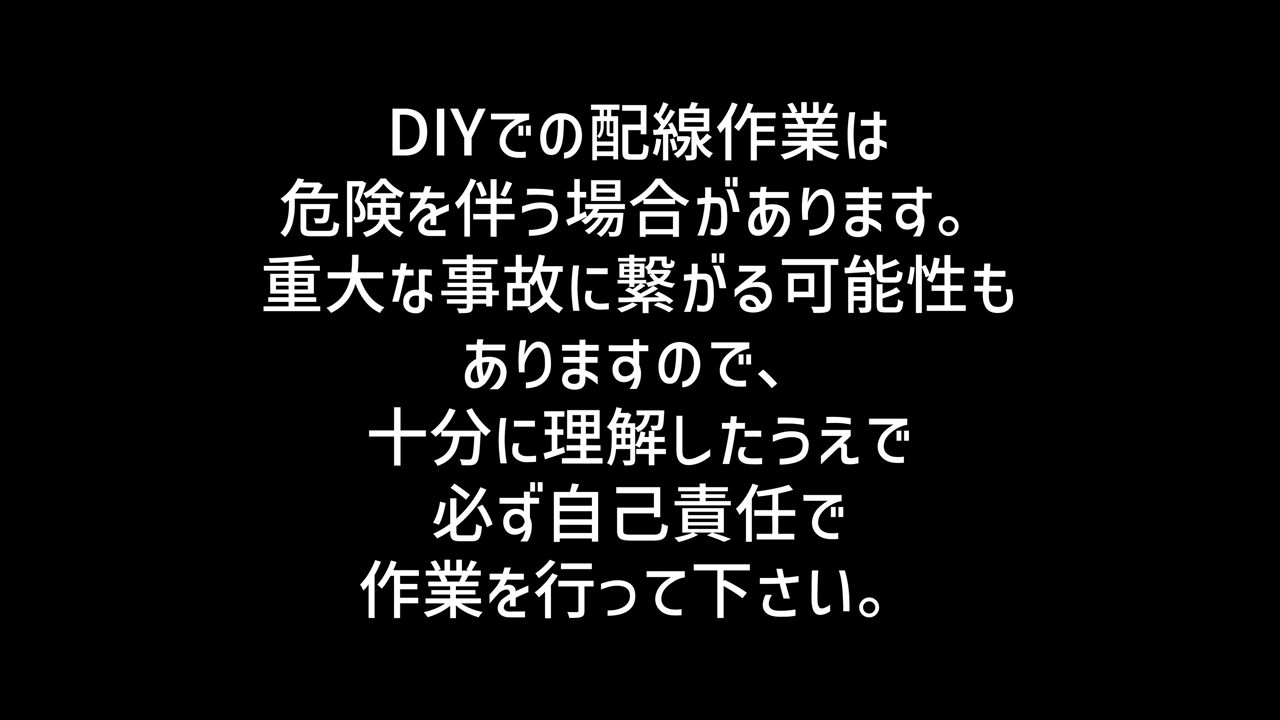 DIYでの配線作業は
危険を伴う場合があります。
重大な事故に繋がる可能性も
ありますので、
十分に理解したうえで
必ず自己責任で
作業を行って下さい。